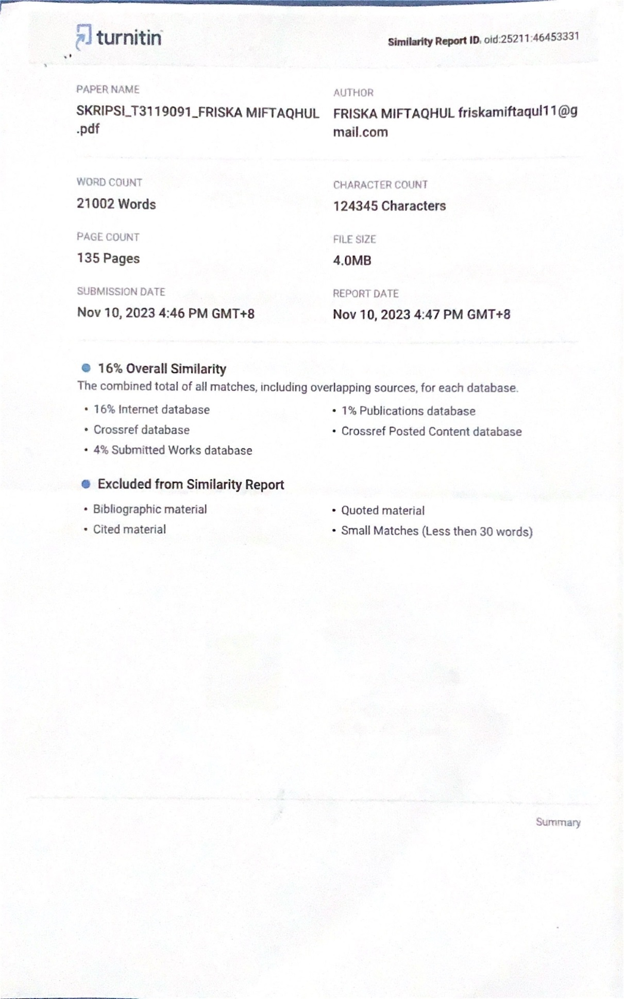 turnitin
Similarity Report ID. oid:25211:46453331
PAPER NAME
SKRIPSI_T3119091_FRISKA MIFTAQHUL
.pdf
AUTHOR
FRISKA MIFTAQHUL friskamiftaqul11@g
mail.com
WORD COUNT
21002 Words
CHARACTER COUNT
124345 Characters
PAGE COUNT
135 Pages
FILE SIZE
4.0MB
SUBMISSION DATE
Nov 10, 2023 4:46 PM GMT+8
REPORT DATE
Nov 10, 2023 4:47 PM GMT+8
● 16% Overall Similarity
The combined total of all matches, including overlapping sources, for each database.
• 16% Internet database
• 1% Publications database
• Crossref database
• Crossref Posted Content database
• 4% Submitted Works database
● Excluded from Similarity Report
• Bibliographic material
• Quoted material
• Cited material
• Small Matches (Less then 30 words)
Summary